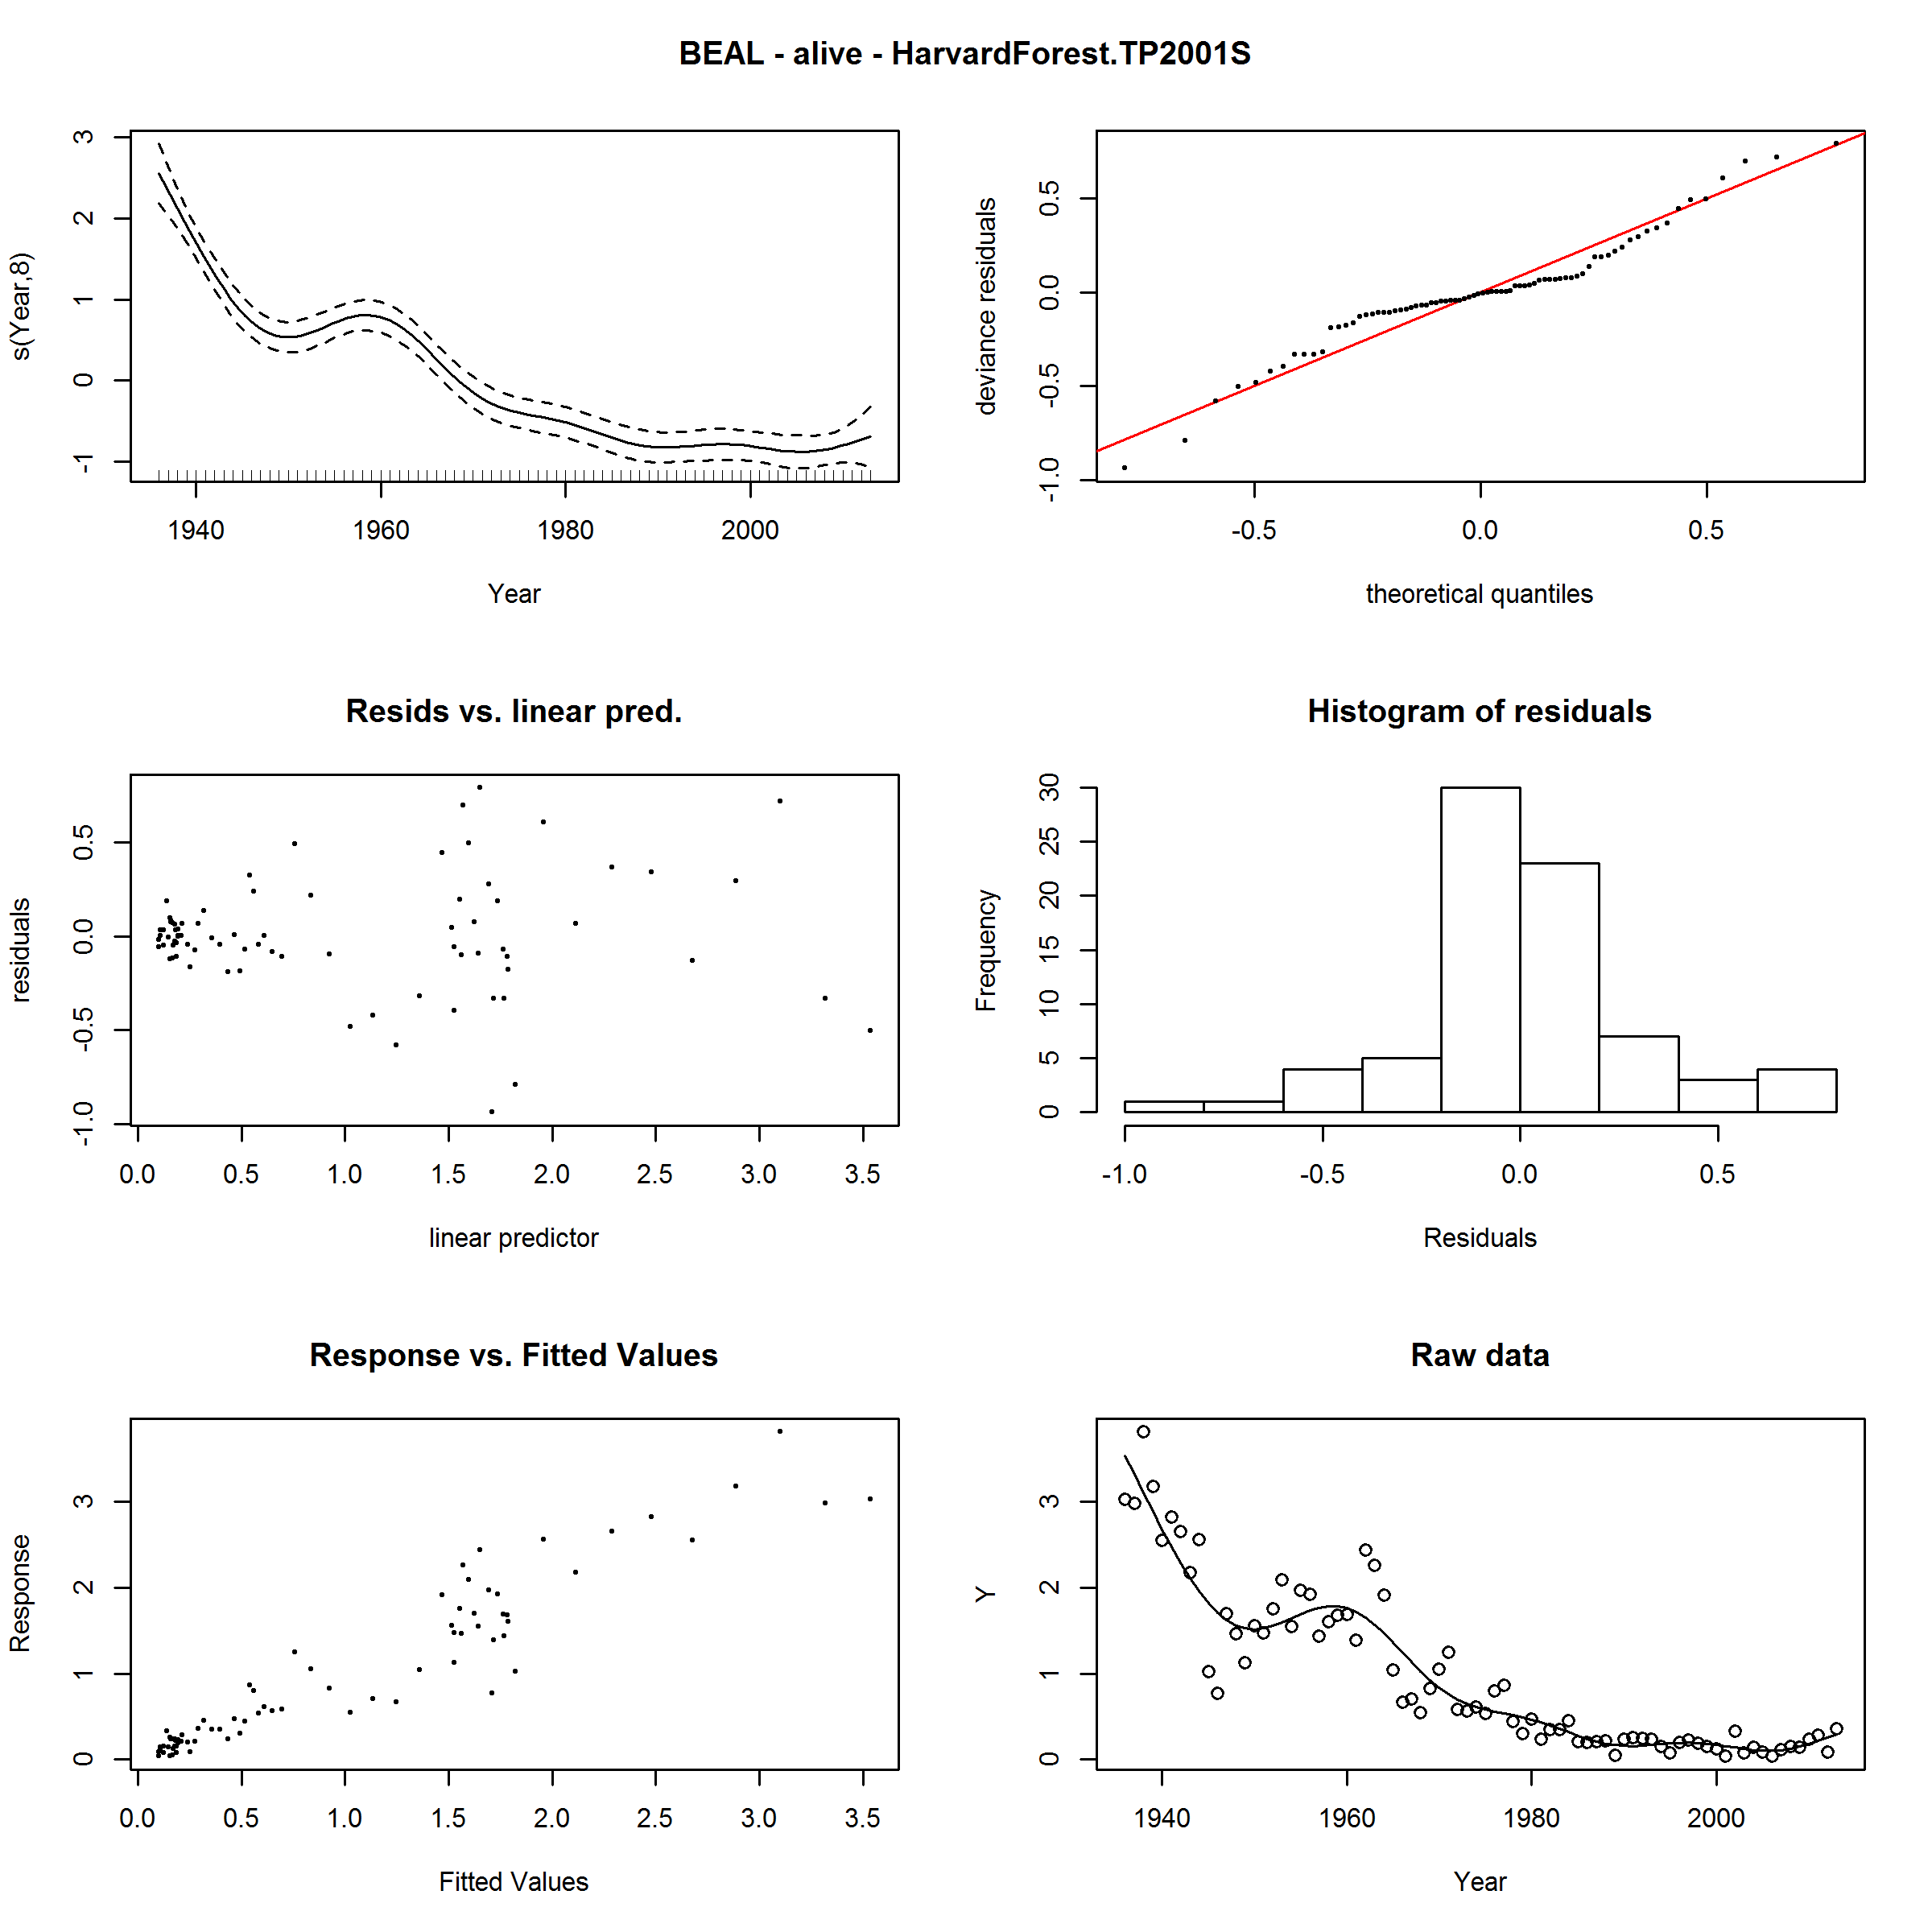 BEAL - alive - HarvardForest.TP2001S
s(Year,8)
3
2
1
0
-1
1940 1960 1980 2000
Year
deviance residuals
0.5
0.0
-0.5
-1.0
-0.5 0.0 0.5
theoretical quantiles
Resids vs. linear pred.
residuals
0.5
0.0
-0.5
-1.0
0.0 0.5 1.0 1.5 2.0 2.5 3.0 3.5
linear predictor
Histogram of residuals
Frequency
30
25
20
15
10
5
0
-1.0 -0.5 0.0 0.5
Residuals
Response vs. Fitted Values
Response
3
2
1
0
0.0 0.5 1.0 1.5 2.0 2.5 3.0 3.5
Fitted Values
Raw data
Y
3
2
1
0
1940 1960 1980 2000
Year